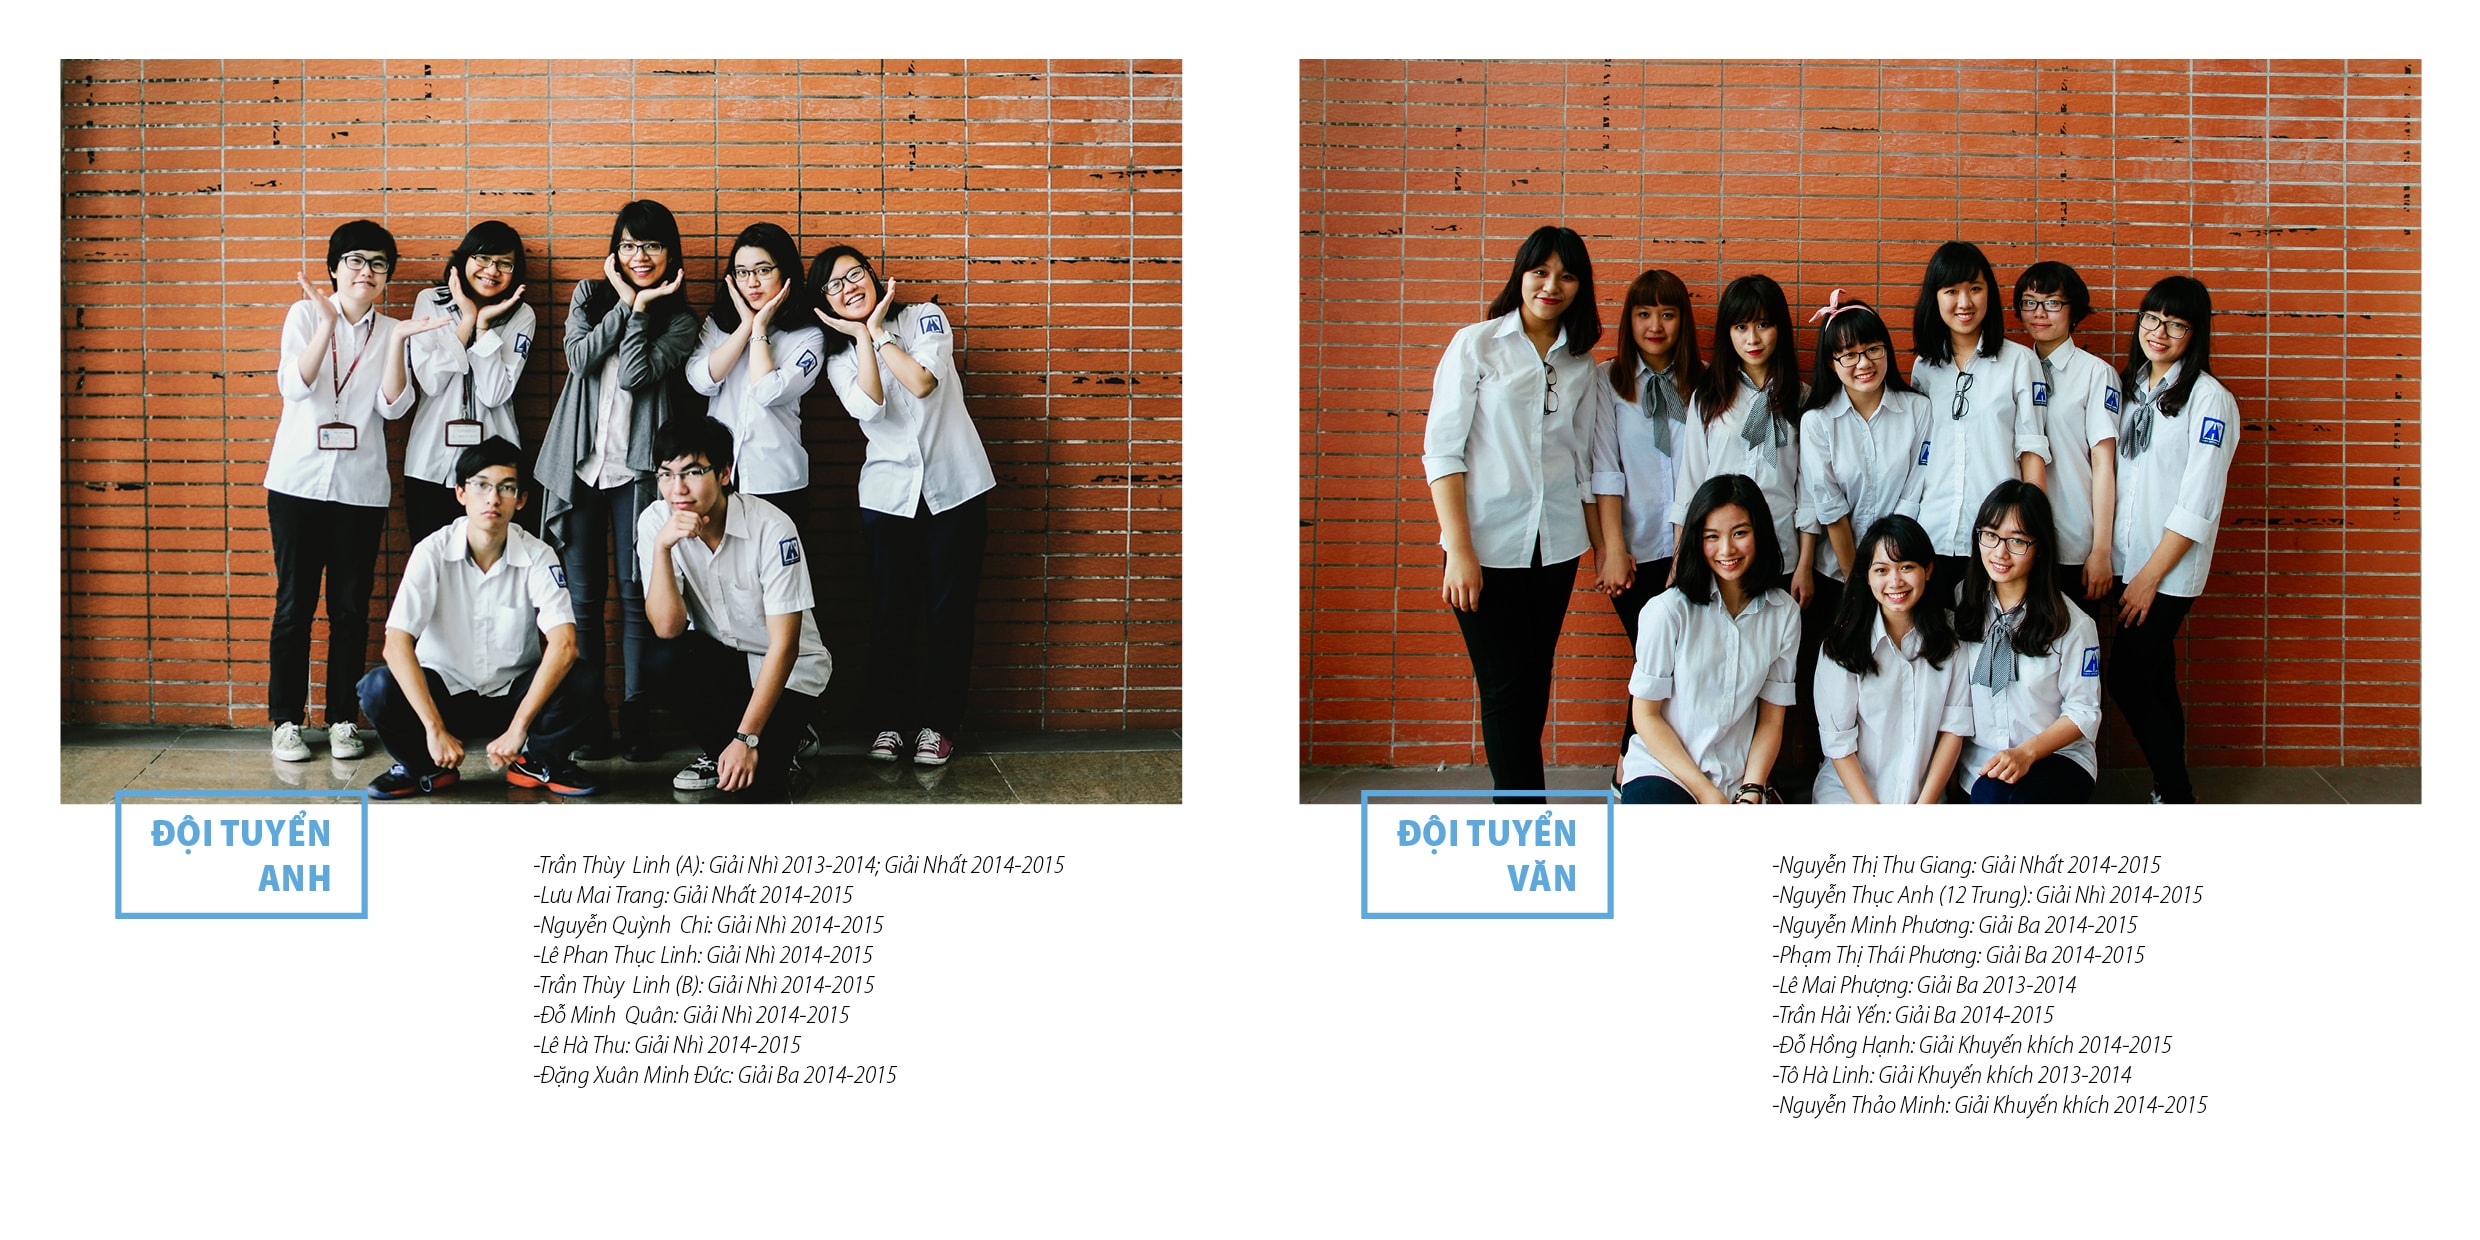 ĐỘI TUYỂN
ANH
-Trần Thùy  Linh (A): Giải Nhì 2013-2014; Giải Nhất 2014-2015
-Lưu Mai Trang: Giải Nhất 2014-2015
-Nguyễn Quỳnh  Chi: Giải Nhì 2014-2015
-Lê Phan Thục Linh: Giải Nhì 2014-2015
-Trần Thùy  Linh (B): Giải Nhì 2014-2015
-Đỗ Minh  Quân: Giải Nhì 2014-2015
-Lê Hà Thu: Giải Nhì 2014-2015
-Đặng Xuân Minh Đức: Giải Ba 2014-2015
ĐỘI TUYỂN
VĂN
-Nguyễn Thị Thu Giang: Giải Nhất 2014-2015
-Nguyễn Thục Anh (12 Trung): Giải Nhì 2014-2015
-Nguyễn Minh Phương: Giải Ba 2014-2015
-Phạm Thị Thái Phương: Giải Ba 2014-2015
-Lê Mai Phượng: Giải Ba 2013-2014
-Trần Hải Yến: Giải Ba 2014-2015
-Đỗ Hồng Hạnh: Giải Khuyến khích 2014-2015
-Tô Hà Linh: Giải Khuyến khích 2013-2014
-Nguyễn Thảo Minh: Giải Khuyến khích 2014-2015